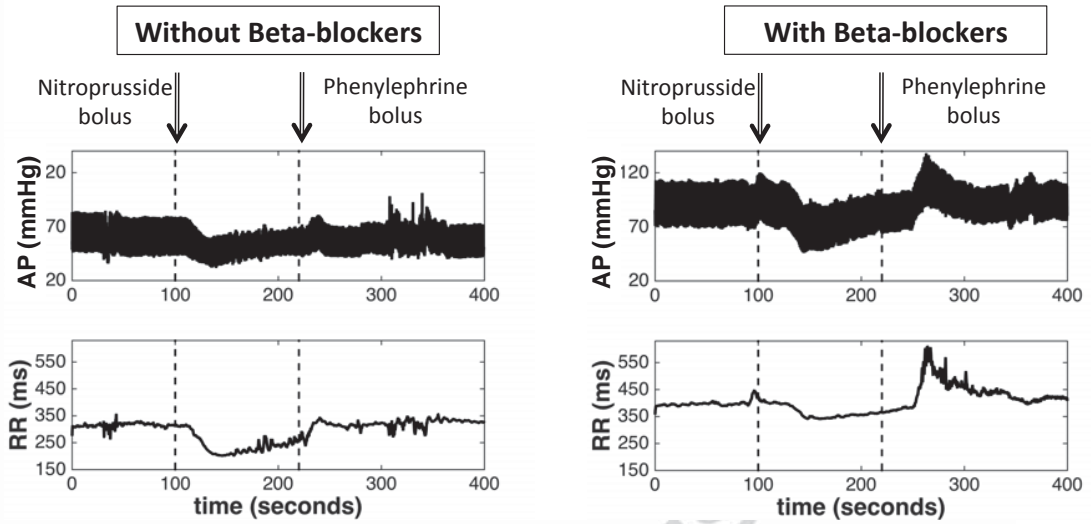 Without Beta-blockers
With Beta-blockers
Nitroprusside
bolus
Phenylephrine
bolus
Nitroprusside
bolus
Phenylephrine
bolus
AP (mmHg)
20
70
20
0 100 200 300 400
AP (mmHg)
120
70
20
0 100 200 300 400
RR (ms)
550
450
350
250
150
0 100 200 300 400
time (seconds)
RR (ms)
550
450
350
250
150
0 100 200 300 400
time (seconds)